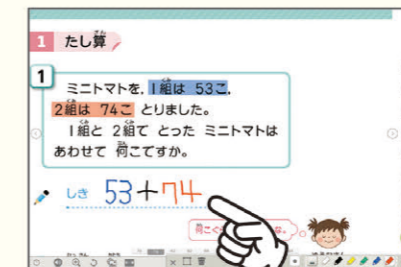 1 たし算
1
ミニトマトを、1組は 53こ、
2組は 74こ とりました。
1組と 2組で とった ミニトマトは
あわせて 何こですか。
しき 53+74